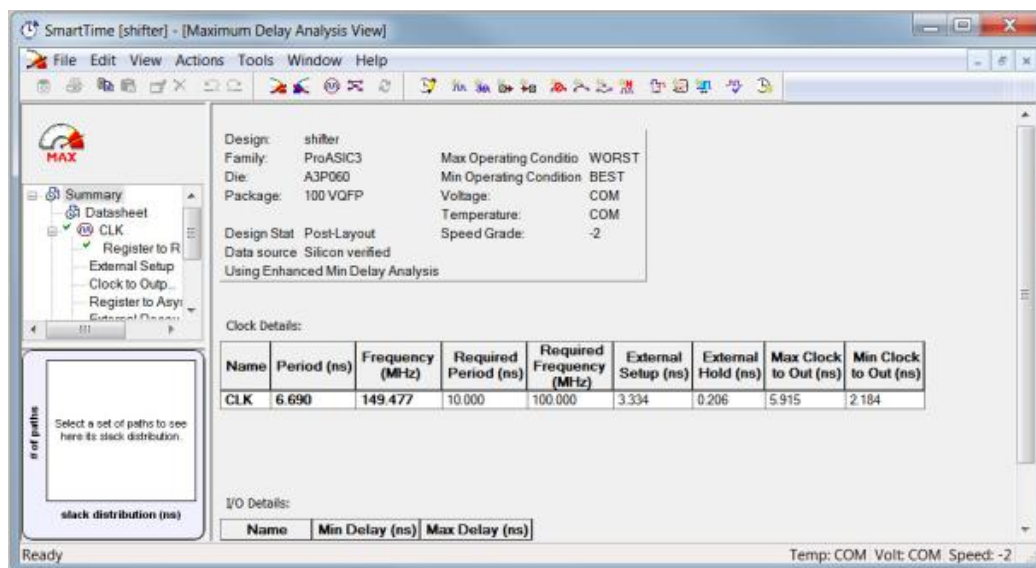 SmartTime [shifter] - [Maximum Delay Analysis View]
File Edit View Actions Tools Window Help
MAX
Summary
Datasheet
CLK
Register to R
External Setup
Clock to Outp...
Register to Asyn
Select a set of paths to see
here its slack distribution.
# of paths
slack distribution (ns)
Design: shifter
Family: ProASIC3 Max Operating Conditio WORST
Die: A3P060 Min Operating Condition BEST
Package: 100 VQFP Voltage: COM
Temperature: COM
Design Stat Post-Layout Speed Grade: -2
Data source Silicon verified
Using Enhanced Min Delay Analysis
Clock Details:
Name Period (ns) Frequency (MHz) Required Period (ns) Required Frequency (MHz) External Setup (ns) External Hold (ns) Max Clock to Out (ns) Min Clock to Out (ns)
CLK 6.690 149.477 10.000 100.000 3.334 0.206 5.915 2.184
I/O Details:
Name Min Delay (ns) Max Delay (ns)
Ready Temp: COM Volt: COM Speed: -2